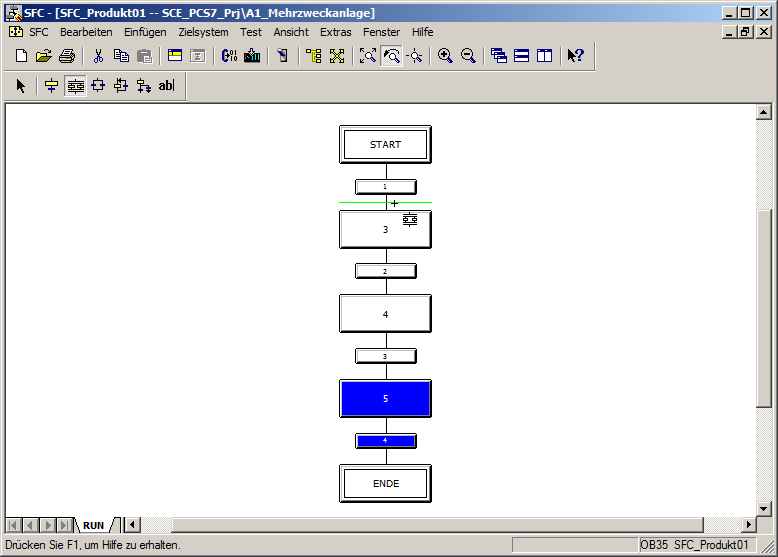 SFC - [SFC_Produkt01 -- SCE_PCS7_Prj\A1_Mehrzweckanlage]
SFC Bearbeiten Einfügen Zielsystem Test Ansicht Extras Fenster Hilfe
ab|
START
1
3
2
4
3
5
4
ENDE
RUN
Drücken Sie F1, um Hilfe zu erhalten.
OB35 SFC_Produkt01